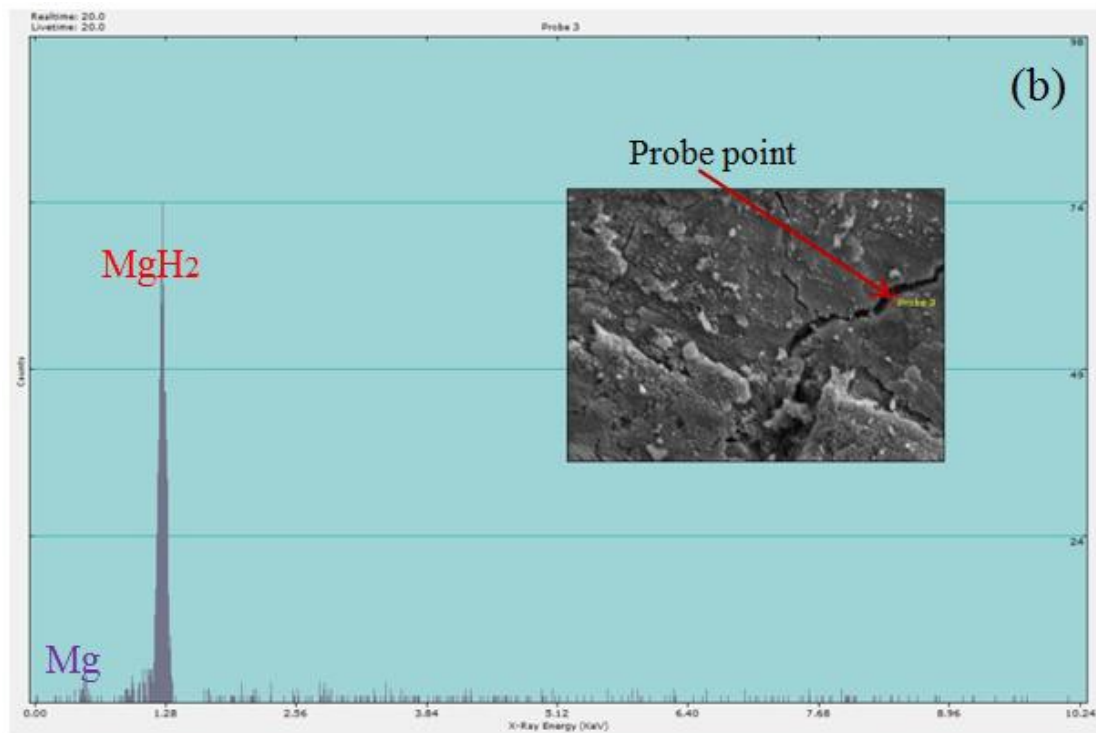 Realtime: 20.0
Livetime: 20.0
Probe 3
98
(b)
Probe point
74
MgH2
Probe 3
Counts
49
24
Mg
0.00 1.28 2.56 3.84 5.12 6.40 7.68 8.96 10.24
X-Ray Energy (KeV)